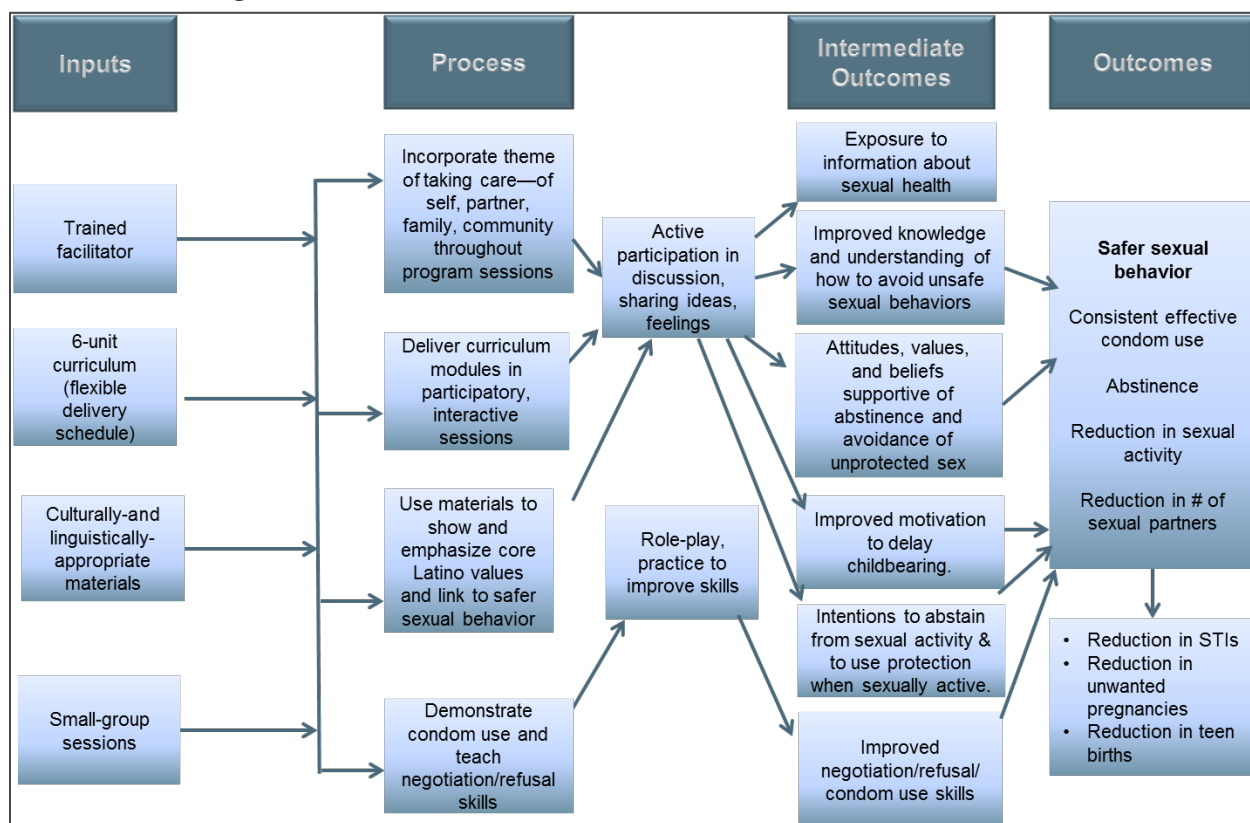 Inputs
Process
Intermediate
Outcomes
Outcomes
Trained
facilitator
6-unit
curriculum
(flexible
delivery
schedule)
Culturally-and
linguistically-
appropriate
materials
Small-group
sessions
Incorporate theme
of taking care—of
self, partner,
family, community
throughout
program sessions
Deliver curriculum
modules in
participatory,
interactive
sessions
Use materials to
show and
emphasize core
Latino values
and link to safer
sexual behavior
Demonstrate
condom use and
teach
negotiation/refusal
skills
Active
participation in
discussion,
sharing ideas,
feelings
Role-play,
practice to
improve skills
Exposure to
information about
sexual health
Improved knowledge
and understanding of
how to avoid unsafe
sexual behaviors
Attitudes, values,
and beliefs
supportive of
abstinence and
avoidance of
unprotected sex
Improved motivation
to delay
childbearing.
Intentions to abstain
from sexual activity &
to use protection
when sexually active.
Improved
negotiation/refusal/
condom use skills
Safer sexual
behavior
Consistent effective
condom use
Abstinence
Reduction in sexual
activity
Reduction in # of
sexual partners
• Reduction in STIs
• Reduction in
unwanted
pregnancies
• Reduction in teen
births